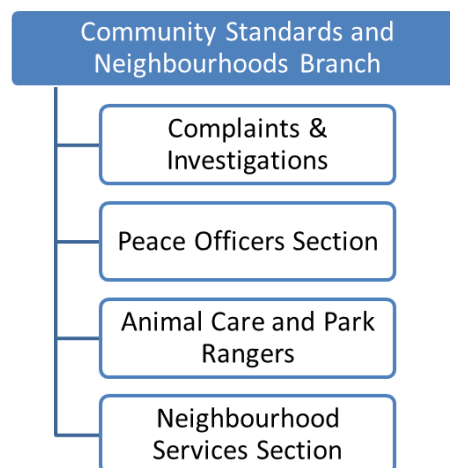 Community Standards and
Neighbourhoods Branch
Complaints &
Investigations
Peace Officers Section
Animal Care and Park
Rangers
Neighbourhood
Services Section